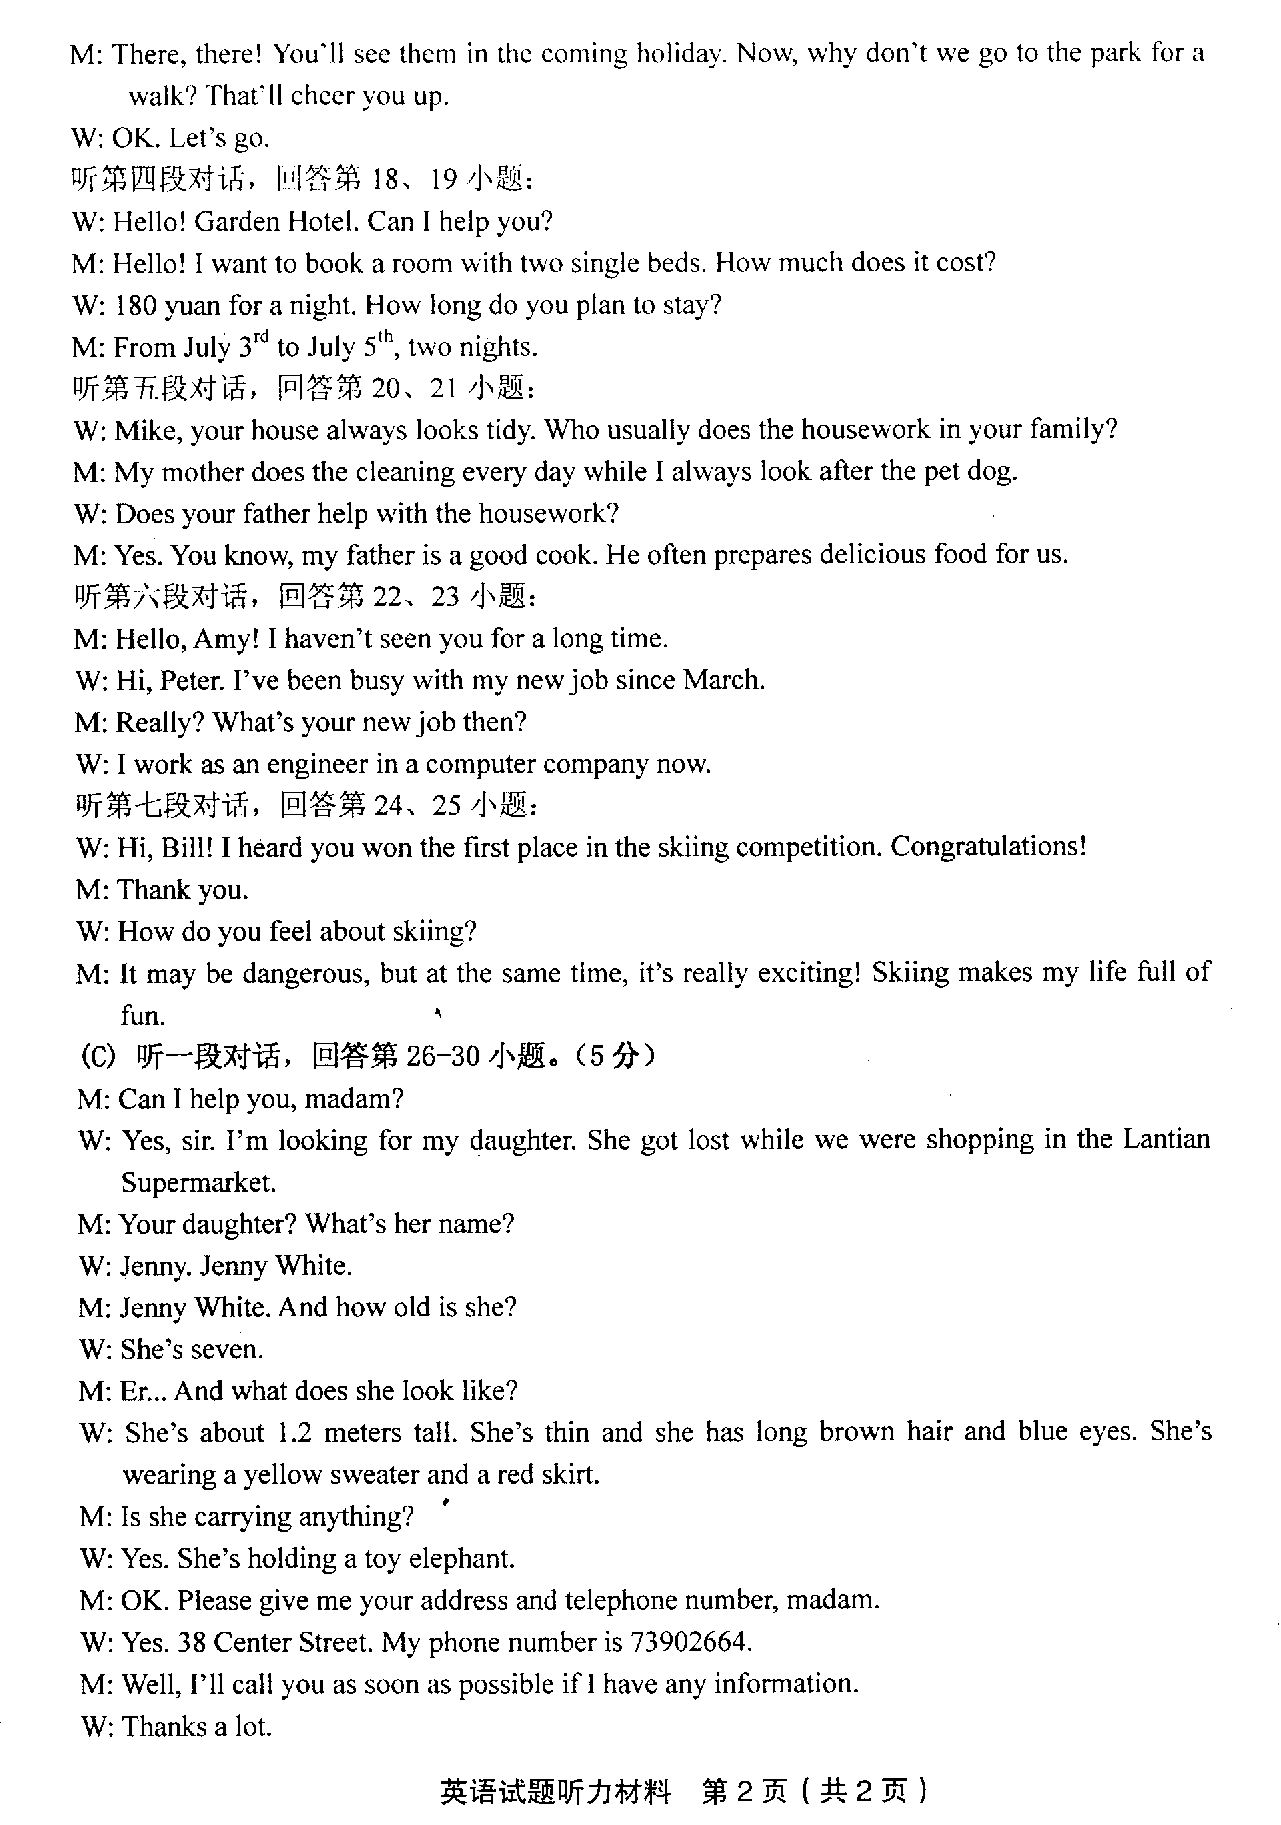 M: There, there! You'll see them in the coming holiday. Now, why don't we go to the park for a
walk? That'll cheer you up.
W: OK. Let's go.
听第四段对话，回答第 18、19 小题：
W: Hello! Garden Hotel. Can I help you?
M: Hello! I want to book a room with two single beds. How much does it cost?
W: 180 yuan for a night. How long do you plan to stay?
M: From July 3rd to July 5th, two nights.
听第五段对话，回答第 20、21 小题：
W: Mike, your house always looks tidy. Who usually does the housework in your family?
M: My mother does the cleaning every day while I always look after the pet dog.
W: Does your father help with the housework?
M: Yes. You know, my father is a good cook. He often prepares delicious food for us.
听第六段对话，回答第 22、23 小题：
M: Hello, Amy! I haven't seen you for a long time.
W: Hi, Peter. I've been busy with my new job since March.
M: Really? What's your new job then?
W: I work as an engineer in a computer company now.
听第七段对话，回答第 24、25 小题：
W: Hi, Bill! I heard you won the first place in the skiing competition. Congratulations!
M: Thank you.
W: How do you feel about skiing?
M: It may be dangerous, but at the same time, it's really exciting! Skiing makes my life full of
fun.
(C) 听一段对话，回答第 26-30 小题。（5 分）
M: Can I help you, madam?
W: Yes, sir. I'm looking for my daughter. She got lost while we were shopping in the Lantian
Supermarket.
M: Your daughter? What's her name?
W: Jenny. Jenny White.
M: Jenny White. And how old is she?
W: She's seven.
M: Er... And what does she look like?
W: She's about 1.2 meters tall. She's thin and she has long brown hair and blue eyes. She's
wearing a yellow sweater and a red skirt.
M: Is she carrying anything?
W: Yes. She's holding a toy elephant.
M: OK. Please give me your address and telephone number, madam.
W: Yes. 38 Center Street. My phone number is 73902664.
M: Well, I'll call you as soon as possible if I have any information.
W: Thanks a lot.
英语试题听力材料 第 2 页（共 2 页）